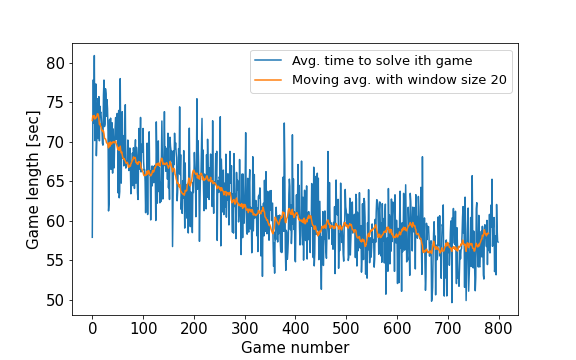 Avg. time to solve ith game
Moving avg. with window size 20
80
75
70
65
60
55
50
Game length [sec]
0 100 200 300 400 500 600 700 800
Game number